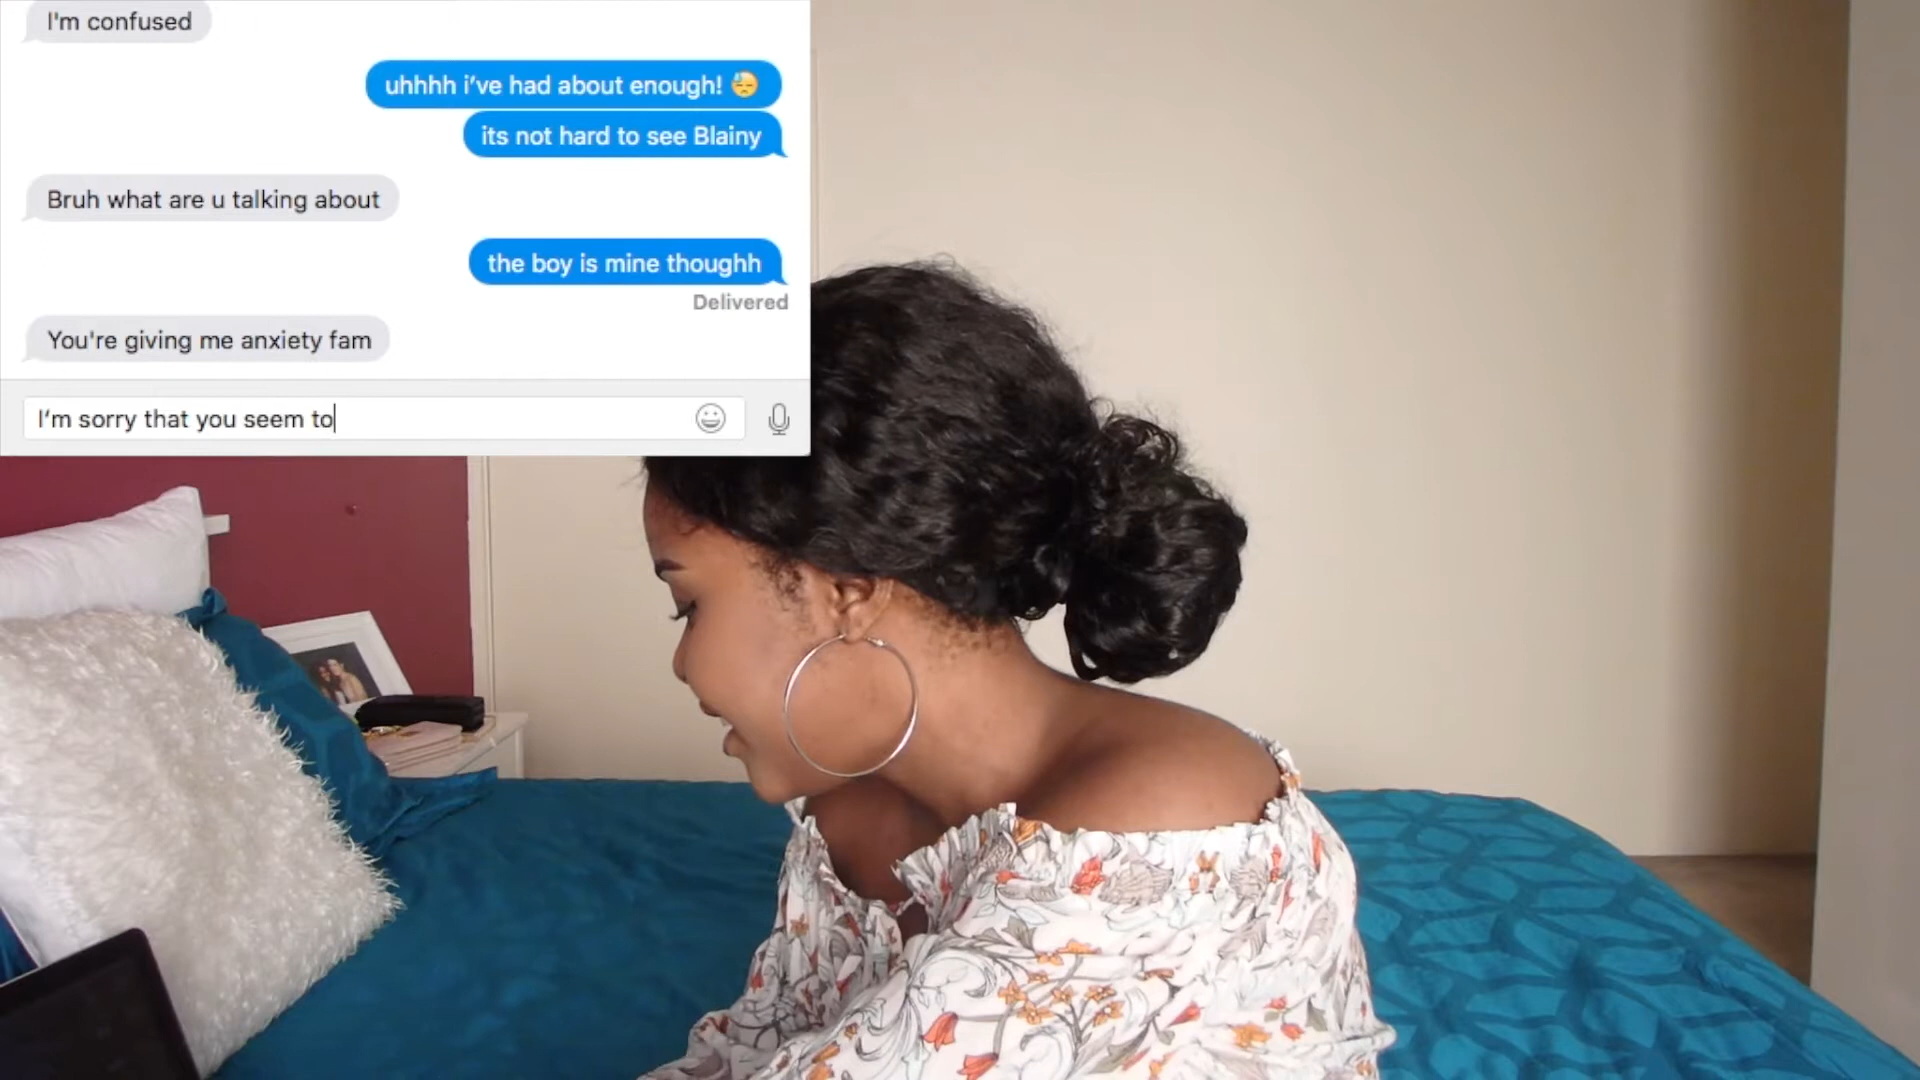 I'm confused
uhhhh i've had about enough! 😓
its not hard to see Blainy
Bruh what are u talking about
the boy is mine thoughh
Delivered
You're giving me anxiety fam
I'm sorry that you seem to